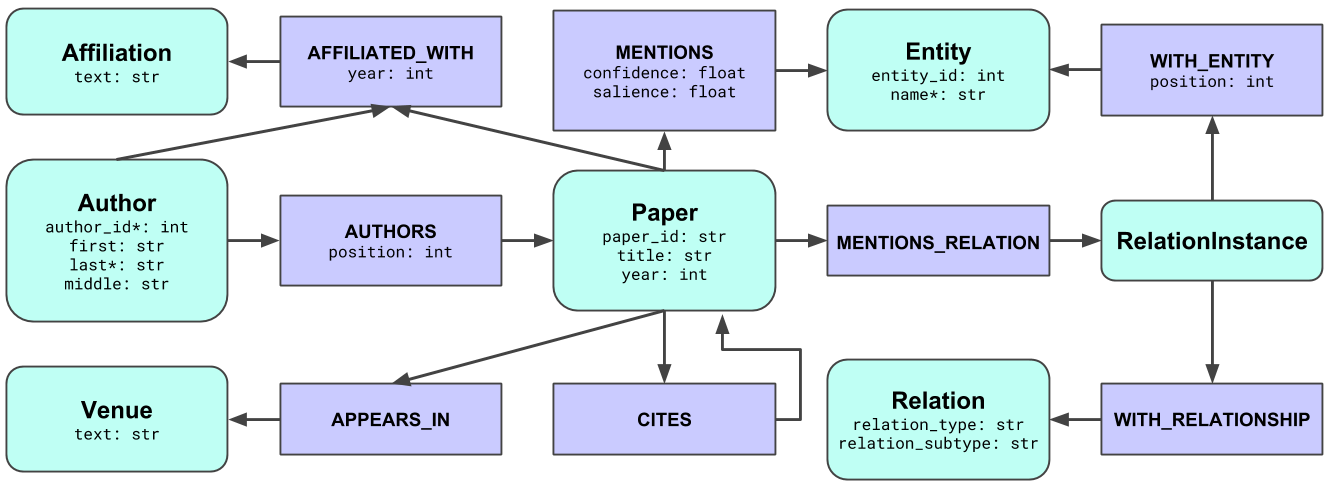 Affiliation
text: str
AFFILIATED_WITH
year: int
MENTIONS
confidence: float
salience: float
Entity
entity_id: int
name*: str
WITH_ENTITY
position: int
Author
author_id*: int
first: str
last*: str
middle: str
AUTHORS
position: int
Paper
paper_id: str
title: str
year: int
MENTIONS_RELATION
RelationInstance
Venue
text: str
APPEARS_IN
CITES
Relation
relation_type: str
relation_subtype: str
WITH_RELATIONSHIP